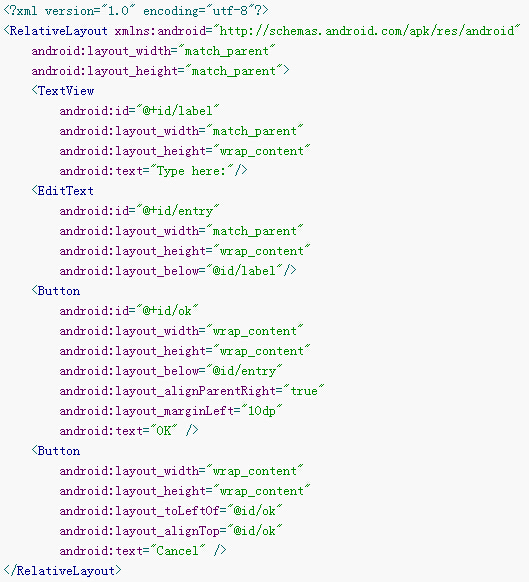 <?xml version="1.0" encoding="utf-8"?>
<RelativeLayout xmlns:android="http://schemas.android.com/apk/res/android"
    android:layout_width="match_parent"
    android:layout_height="match_parent">
    <TextView
        android:id="@+id/label"
        android:layout_width="match_parent"
        android:layout_height="wrap_content"
        android:text="Type here:"/>
    <EditText
        android:id="@+id/entry"
        android:layout_width="match_parent"
        android:layout_height="wrap_content"
        android:layout_below="@id/label"/>
    <Button
        android:id="@+id/ok"
        android:layout_width="wrap_content"
        android:layout_height="wrap_content"
        android:layout_below="@id/entry"
        android:layout_alignParentRight="true"
        android:layout_marginLeft="10dp"
        android:text="OK" />
    <Button
        android:layout_width="wrap_content"
        android:layout_height="wrap_content"
        android:layout_toLeftOf="@id/ok"
        android:layout_alignTop="@id/ok"
        android:text="Cancel" />
</RelativeLayout>